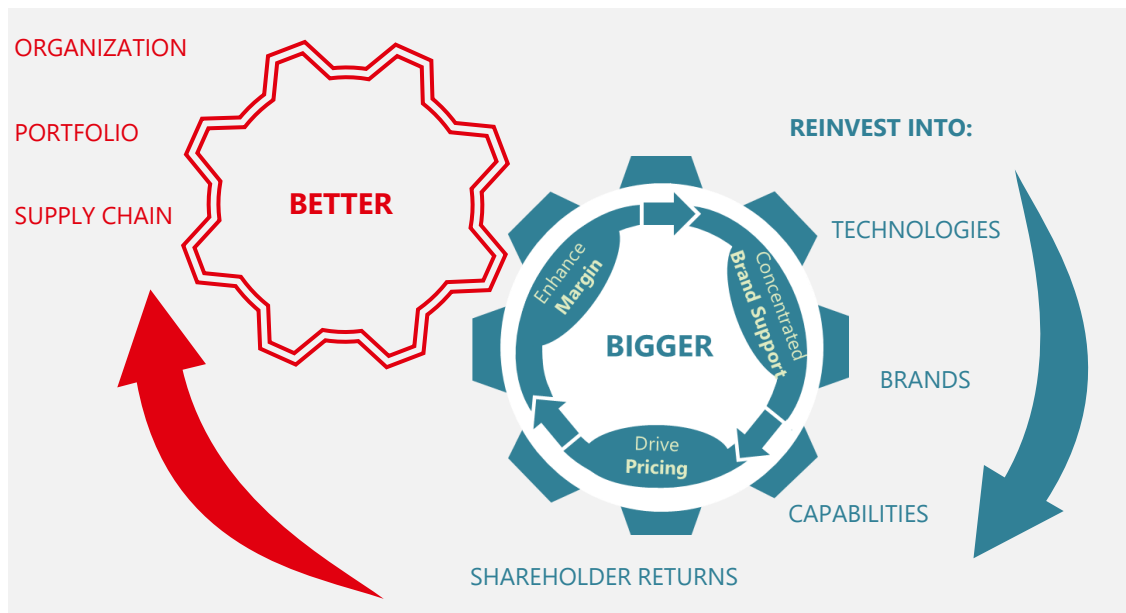 ORGANIZATION
PORTFOLIO
SUPPLY CHAIN
BETTER
REINVEST INTO:
TECHNOLOGIES
BRANDS
CAPABILITIES
SHAREHOLDER RETURNS
BIGGER
Enhance
Margin
Concentrated
Brand Support
Drive
Pricing